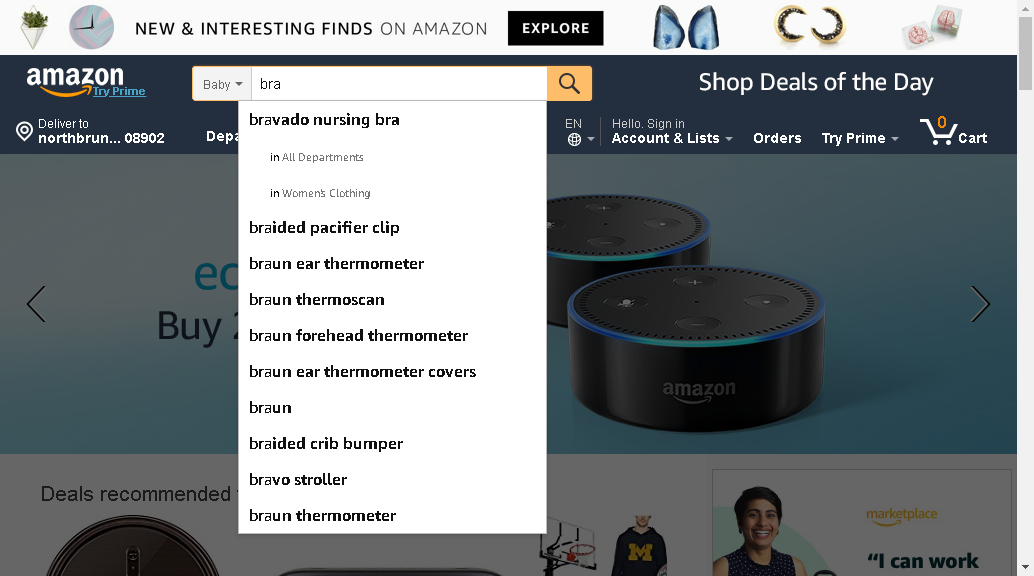 NEW & INTERESTING FINDS ON AMAZON
EXPLORE
amazon
Try Prime
Baby
bra
Shop Deals of the Day
Deliver to
northbrun... 08902
Depa
EN
Hello. Sign in
Account & Lists
Orders
Try Prime
0
Cart
bravado nursing bra
in All Departments
in Women's Clothing
braided pacifier clip
braun ear thermometer
braun thermoscan
braun forehead thermometer
braun ear thermometer covers
braun
braided crib bumper
bravo stroller
braun thermometer
ec
Buy 2
amazon
Deals recommended
M
marketplace
“I can work